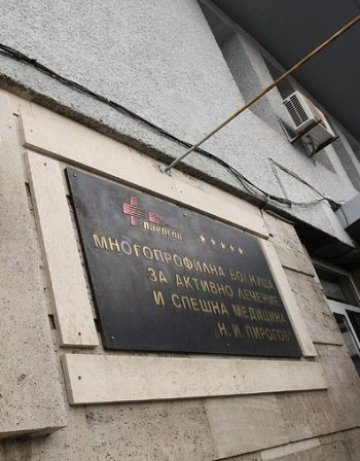 ПИРОГОВ
МНОГОПРОФИЛНА БОЛНИЦА
ЗА АКТИВНО ЛЕЧЕНИЕ
И СПЕШНА МЕДИЦИНА
„Н. И. ПИРОГОВ"